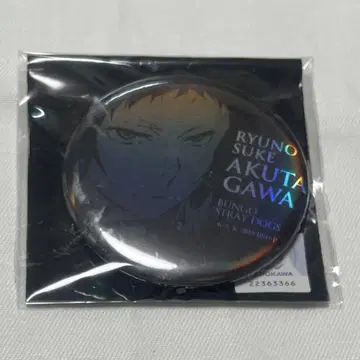 RYUNO
SUKE
AKUTA
GAWA
BUNGO
STRAY DOGS
22363366